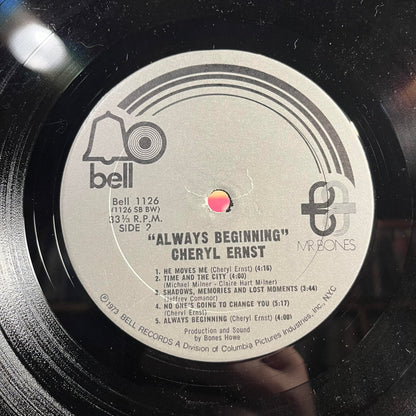 bell
Bell 1126
(1126 SB BW)
33⅓ R.P.M.
SIDE 2
MR. BONES
"ALWAYS BEGINNING"
CHERYL ERNST
1. HE MOVES ME (Cheryl Ernst) (4:16)
2. TIME AND THE CITY (4:00)
(Michael Milner - Claire Hart Milner)
3. SHADOWS, MEMORIES AND LOST MOMENTS (3:44)
(Jeffrey Comanor)
4. NO ONE'S GOING TO CHANGE YOU (5:17)
(Cheryl Ernst)
5. ALWAYS BEGINNING (Cheryl Ernst) (4:08)
Production and Sound
by Bones Howe
℗1973 BELL RECORDS A Division of Columbia Pictures Industries, Inc., N.Y.C.